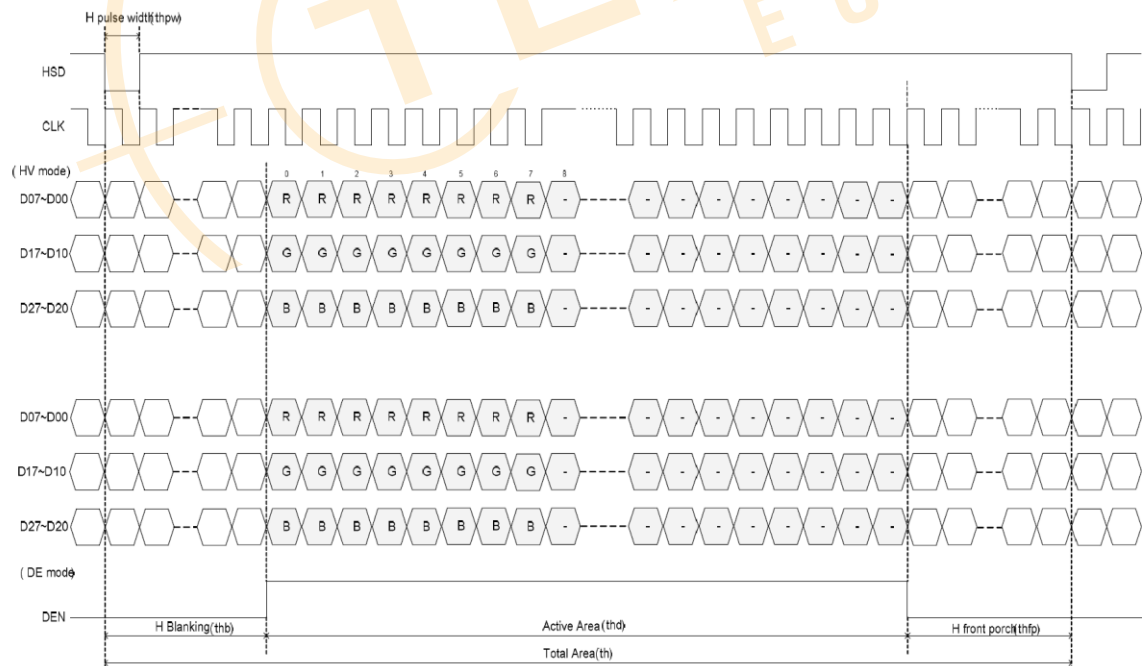 H pulse width(thpw)
HSD
CLK
( HV mode)
0 1 2 3 4 5 6 7 8
D07~D00 R R R R R R R R - - - - - - - - -
D17~D10 G G G G G G G G - - - - - - - - -
D27~D20 B B B B B B B B - - - - - - - - -
D07~D00 R R R R R R R R - - - - - - - - -
D17~D10 G G G G G G G G - - - - - - - - -
D27~D20 B B B B B B B B - - - - - - - - -
( DE mode)
DEN
H Blanking(thb) Active Area(thd) H front porch(thfp)
Total Area(th)